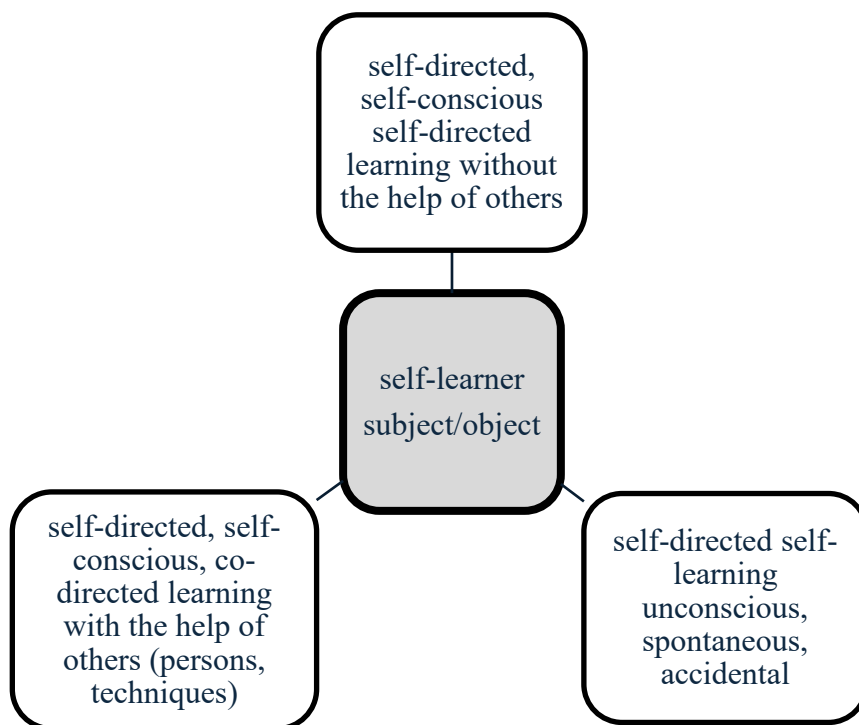 self-directed,
self-conscious
self-directed
learning without
the help of others
self-learner
subject/object
self-directed, self-
conscious, co-
directed learning
with the help of
others (persons,
techniques)
self-directed self-
learning
unconscious,
spontaneous,
accidental